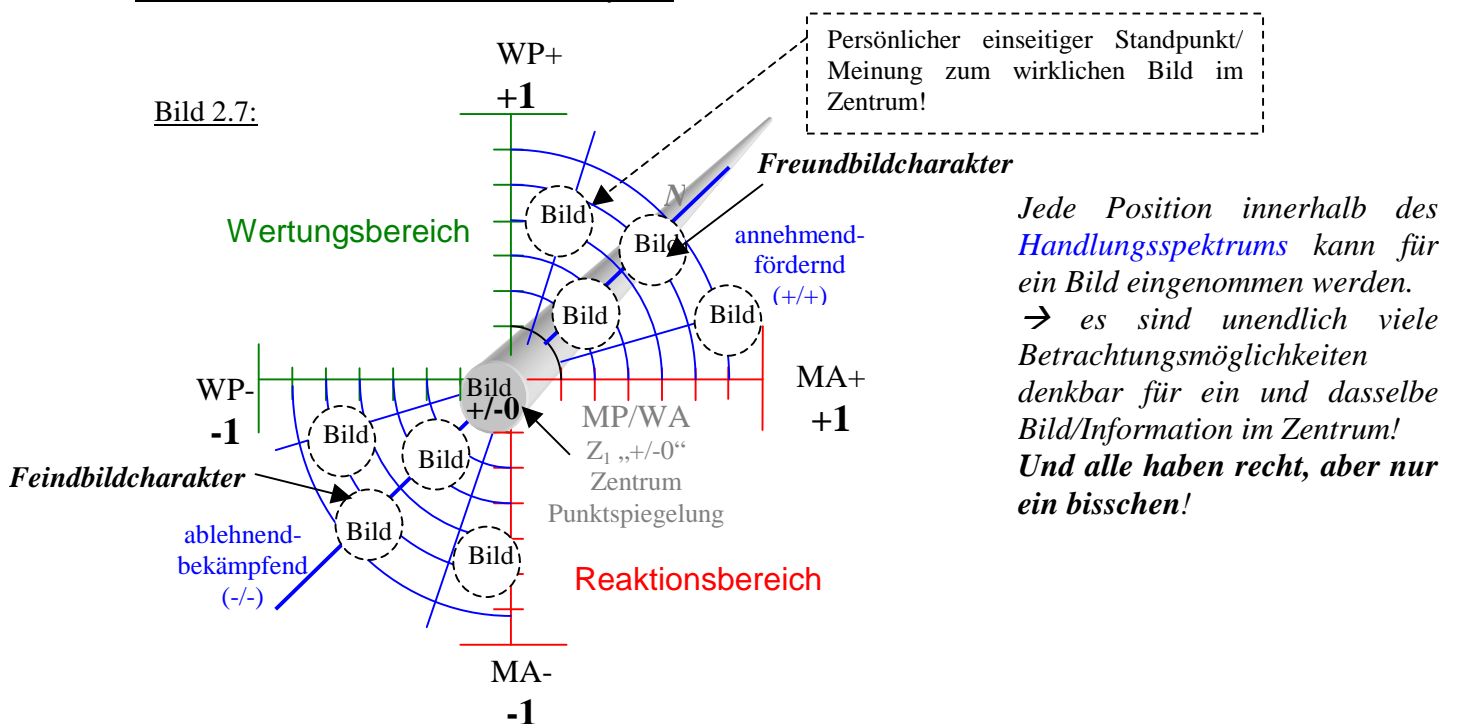 Persönlicher einseitiger Standpunkt/
Meinung zum wirklichen Bild im
Zentrum!
WP+
+1
Bild 2.7:
Freundbildcharakter
N
Bild
Wertungsbereich
Bild
annehmend-
fördernd
(+/+)
Bild
Bild
Jede Position innerhalb des
Handlungsspektrums kann für
ein Bild eingenommen werden.
→ es sind unendlich viele
Betrachtungsmöglichkeiten
denkbar für ein und dasselbe
Bild/Information im Zentrum!
Und alle haben recht, aber nur
ein bisschen!
WP-
-1
Bild
+/-0
MP/WA
Z₁ „+/-0“
Zentrum
Punktspiegelung
MA+
+1
Bild
Bild
Feindbildcharakter
Bild
Bild
ablehnend-
bekämpfend
(-/-)
Reaktionsbereich
MA-
-1